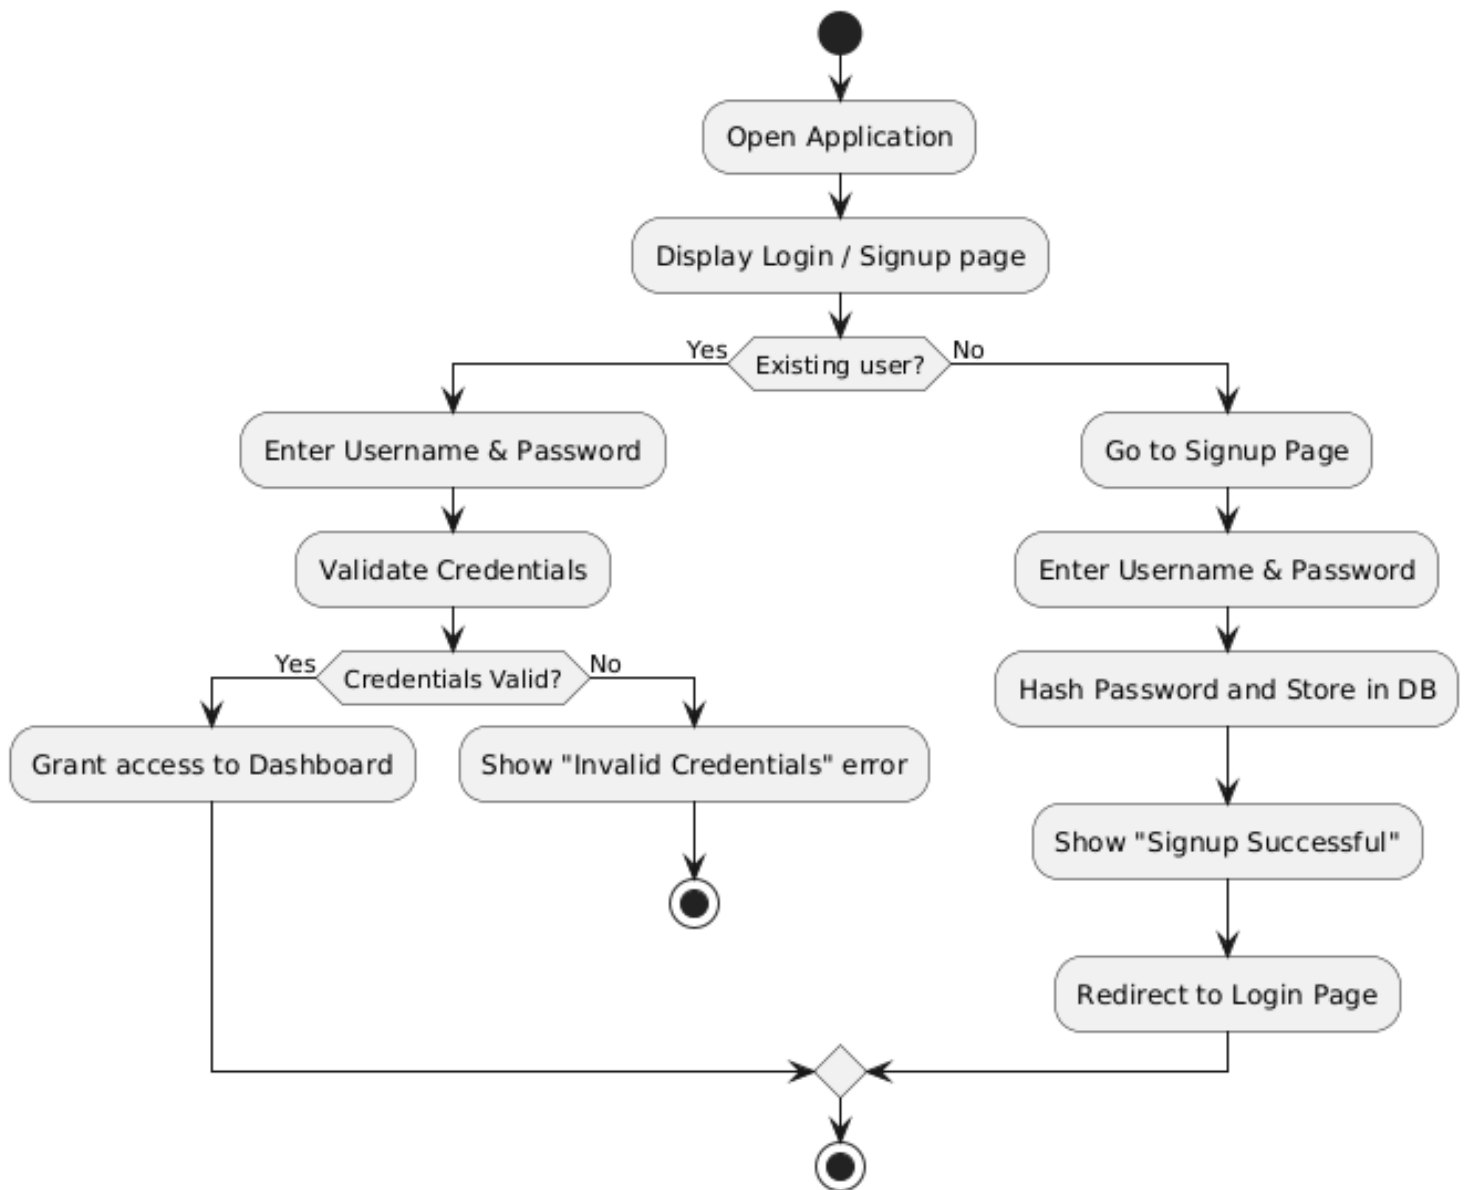 Open Application
Display Login / Signup page
Yes
Existing user?
No
Enter Username & Password
Go to Signup Page
Validate Credentials
Enter Username & Password
Yes
Credentials Valid?
No
Hash Password and Store in DB
Grant access to Dashboard
Show "Invalid Credentials" error
Show "Signup Successful"
Redirect to Login Page